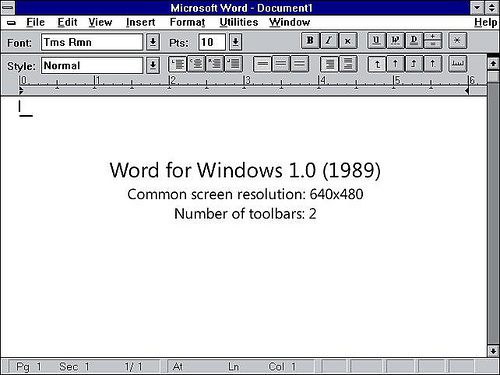 Microsoft Word - Document1
File Edit View Insert Format Utilities Window Help
Font: Tms Rmn Pts: 10 B I K U W D
Style: Normal
0 1 2 3 4 5 6
Word for Windows 1.0 (1989)
Common screen resolution: 640x480
Number of toolbars: 2
Pg 1 Sec 1 1/1 At Ln Col 1